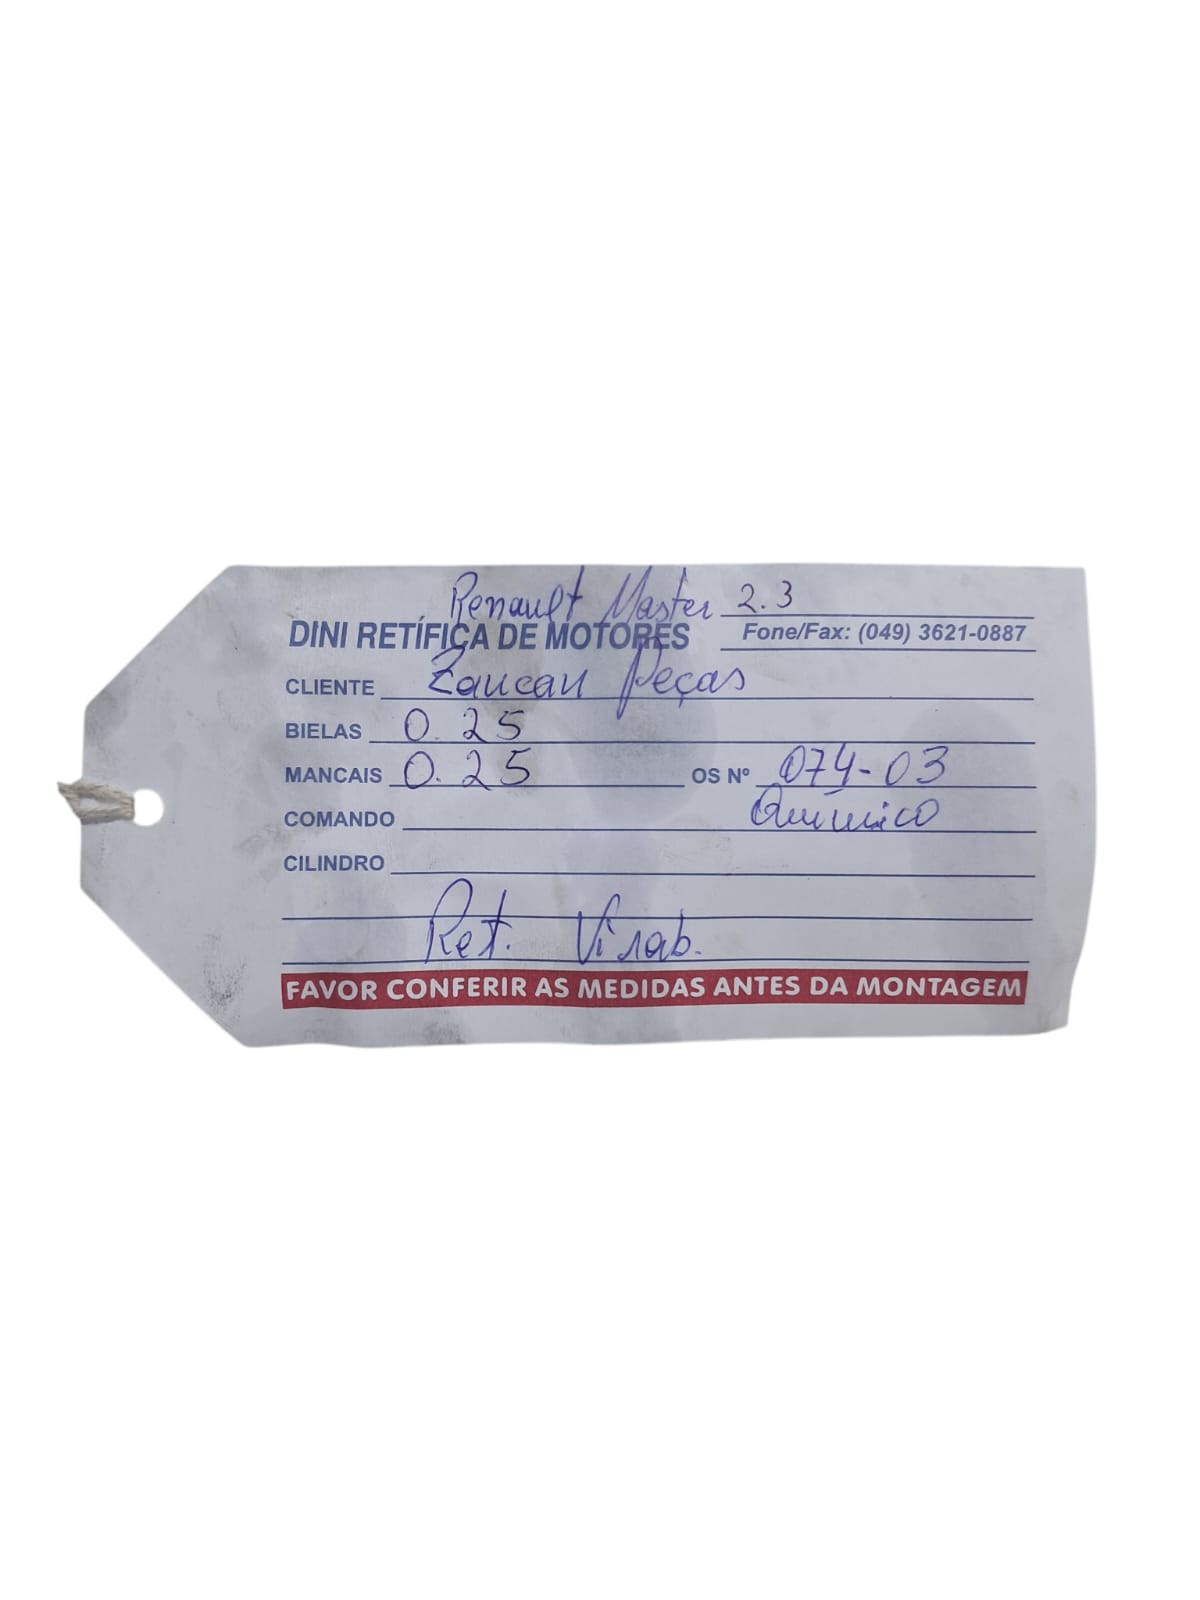 Renault Master 2.3
DINI RETÍFICA DE MOTORES Fone/Fax: (049) 3621-0887
CLIENTE Zancan Peças
BIELAS 0.25
MANCAIS 0.25 OS Nº 074-03
COMANDO Químico
CILINDRO
Ret. Virab.
FAVOR CONFERIR AS MEDIDAS ANTES DA MONTAGEM